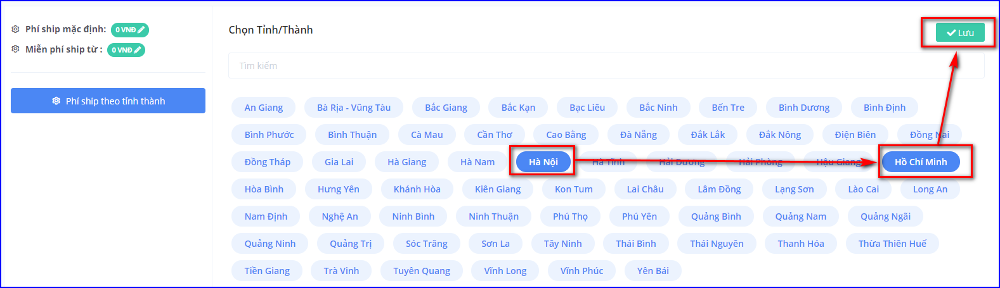 Phí ship mặc định: 0 VNĐ
Miễn phí ship từ : 0 VNĐ
Phí ship theo tỉnh thành
Chọn Tỉnh/Thành
Lưu
Tìm kiếm
An Giang Bà Rịa - Vũng Tàu Bắc Giang Bắc Kạn Bạc Liêu Bắc Ninh Bến Tre Bình Dương Bình Định
Bình Phước Bình Thuận Cà Mau Cần Thơ Cao Bằng Đà Nẵng Đắk Lắk Đắk Nông Điện Biên Đồng Nai
Đồng Tháp Gia Lai Hà Giang Hà Nam Hà Nội Hà Tĩnh Hải Dương Hải Phòng Hậu Giang Hồ Chí Minh
Hòa Bình Hưng Yên Khánh Hòa Kiên Giang Kon Tum Lai Châu Lâm Đồng Lạng Sơn Lào Cai Long An
Nam Định Nghệ An Ninh Bình Ninh Thuận Phú Thọ Phú Yên Quảng Bình Quảng Nam Quảng Ngãi
Quảng Ninh Quảng Trị Sóc Trăng Sơn La Tây Ninh Thái Bình Thái Nguyên Thanh Hóa Thừa Thiên Huế
Tiền Giang Trà Vinh Tuyên Quang Vĩnh Long Vĩnh Phúc Yên Bái